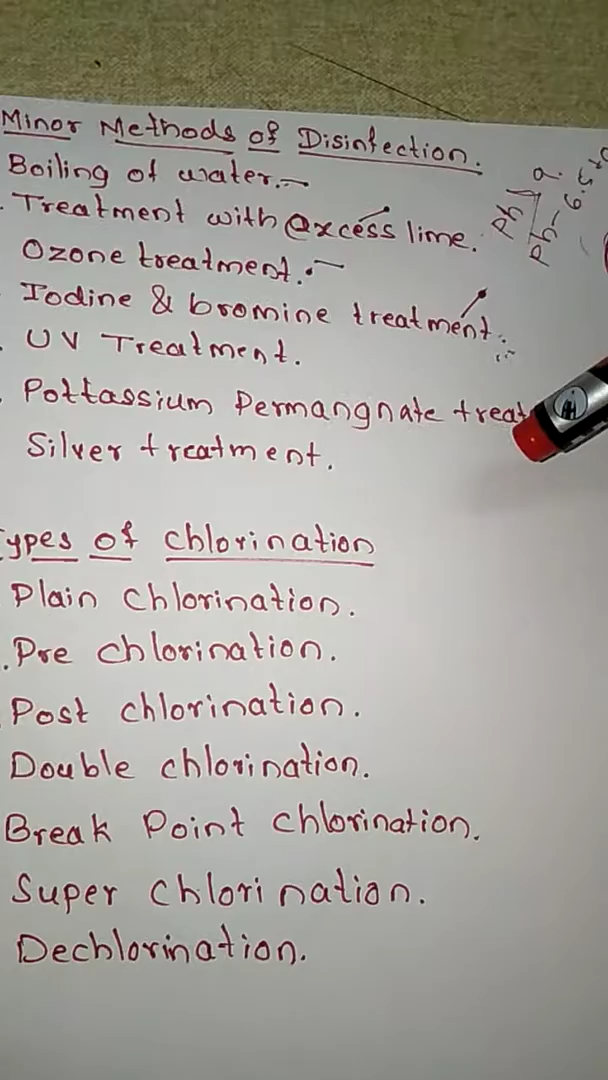 Minor Methods of Disinfection.
Boiling of water.
Treatment with excess lime.
Ozone treatment.
Iodine & bromine treatment.
UV Treatment.
Pottassium Permangnate treat
Silver treatment.
Types of chlorination
Plain chlorination.
Pre chlorination.
Post chlorination.
Double chlorination.
Break Point chlorination.
Super chlorination.
Dechlorination.